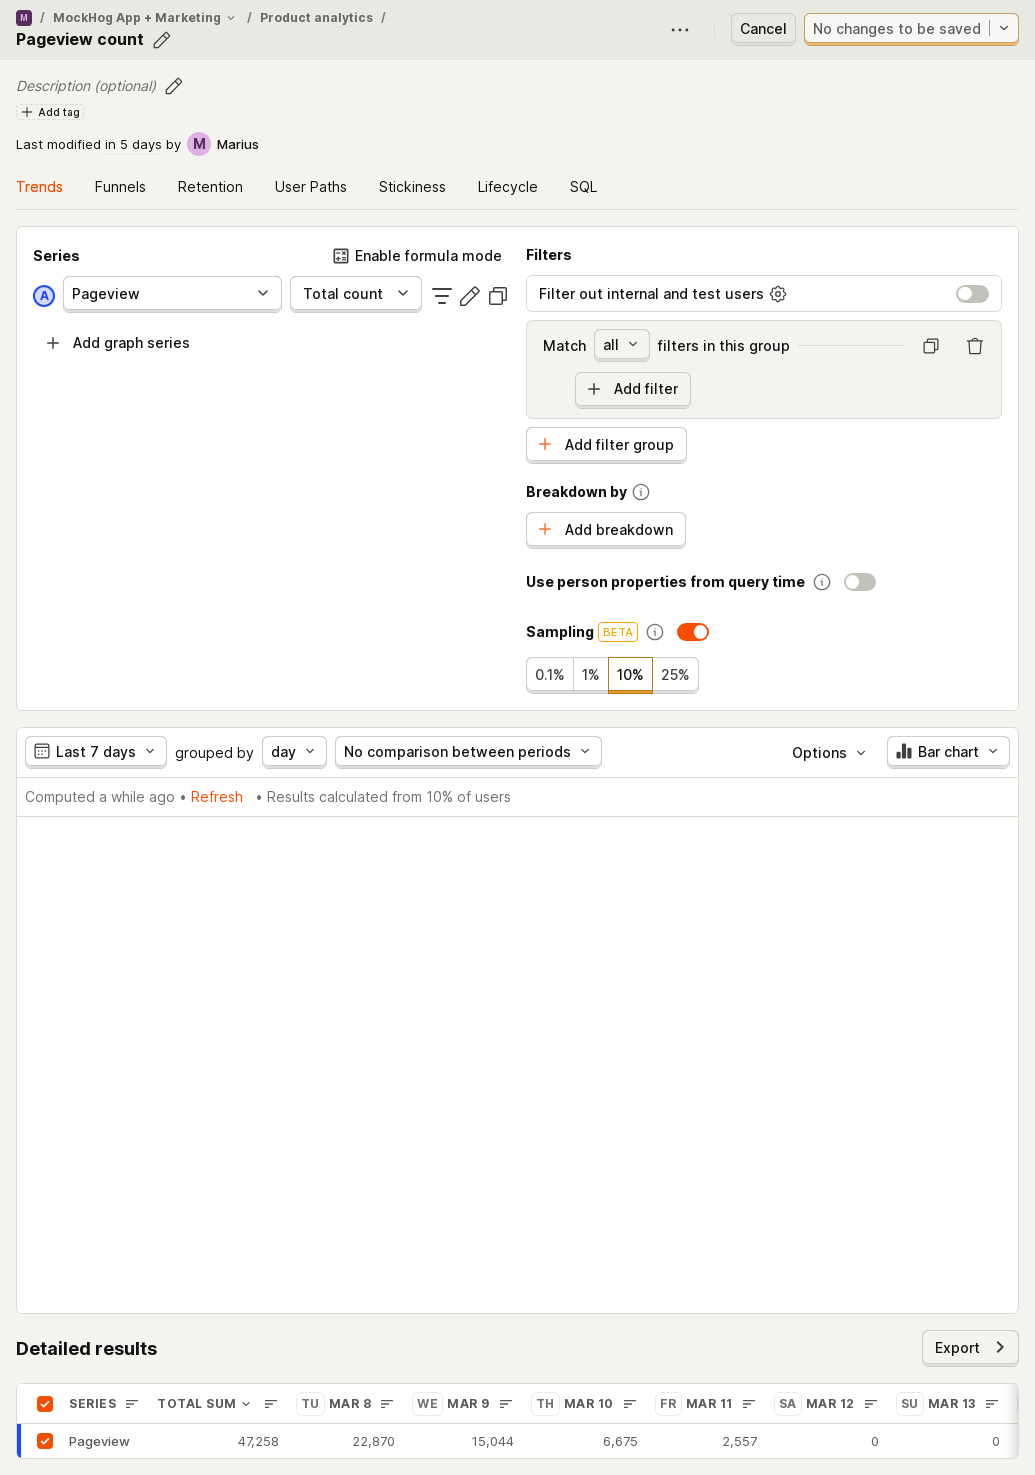 M / MockHog App + Marketing / Product analytics /
Pageview count
Cancel
No changes to be saved
Description (optional)
Add tag
Last modified in 5 days by M Marius
Trends Funnels Retention User Paths Stickiness Lifecycle SQL
Series
Enable formula mode
A Pageview Total count
Add graph series
Filters
Filter out internal and test users
Match all filters in this group
Add filter
Add filter group
Breakdown by
Add breakdown
Use person properties from query time
Sampling BETA
0.1% 1% 10% 25%
Last 7 days grouped by day No comparison between periods Options Bar chart
Computed a while ago • Refresh • Results calculated from 10% of users
Detailed results
Export
SERIES TOTAL SUM TU MAR 8 WE MAR 9 TH MAR 10 FR MAR 11 SA MAR 12 SU MAR 13
Pageview 47,258 22,870 15,044 6,675 2,557 0 0